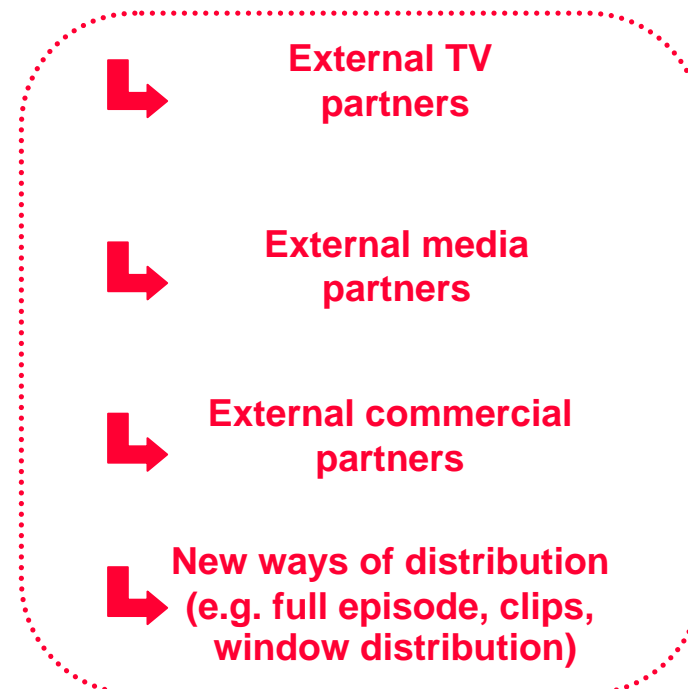 External TV
partners
External media
partners
External commercial
partners
New ways of distribution
(e.g. full episode, clips,
window distribution)